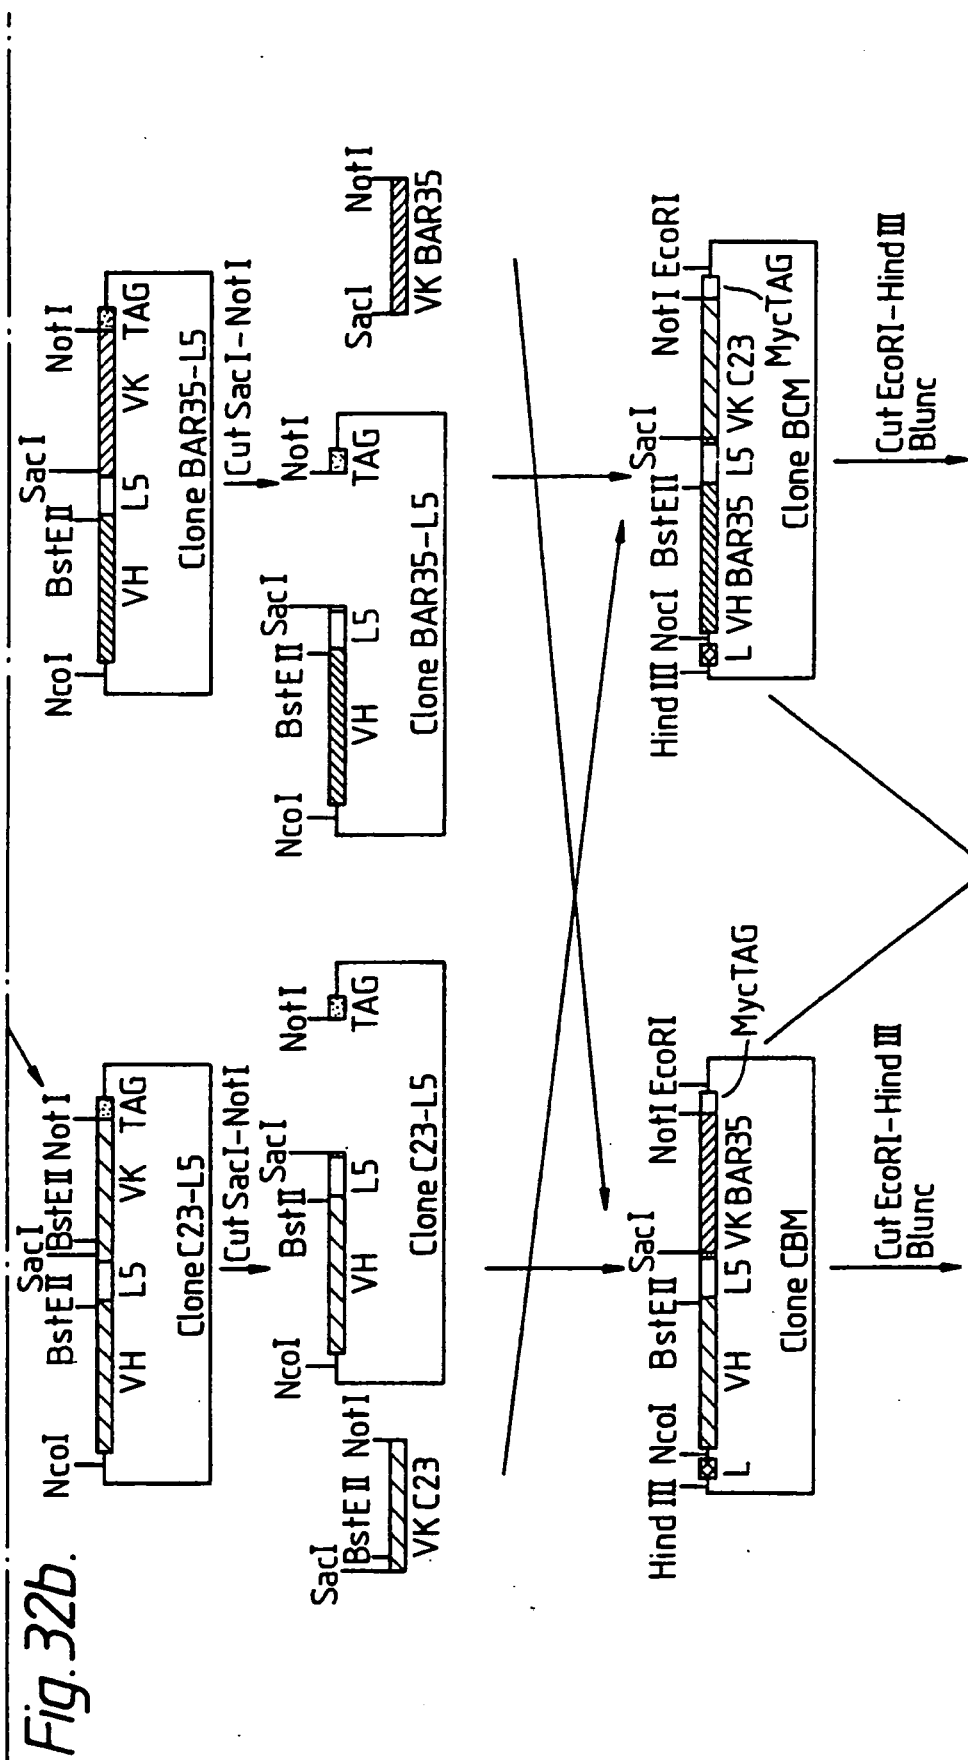 Fig.32b.
NcoI BstEII SacI BstEII NotI
VH L5 VK TAG
Clone C23-L5
Cut SacI-NotI
NcoI BstEII SacI NotI
VH L5 VK TAG
Clone BAR35-L5
Cut SacI-NotI
SacI BstEII NotI
VK C23
NcoI BstII SacI NotI
VH L5 TAG
Clone C23-L5
NcoI BstEII SacI NotI
VH L5 TAG
Clone BAR35-L5
SacI NotI
VK BAR35
Hind III NcoI BstEII SacI NotI EcoRI
L VH L5 VK BAR35 MycTAG
Clone CBM
Cut EcoRI-Hind III
Blunc
Hind III NocI BstEII SacI NotI EcoRI
L VH BAR35 L5 VK C23 MycTAG
Clone BCM
Cut EcoRI-Hind III
Blunc